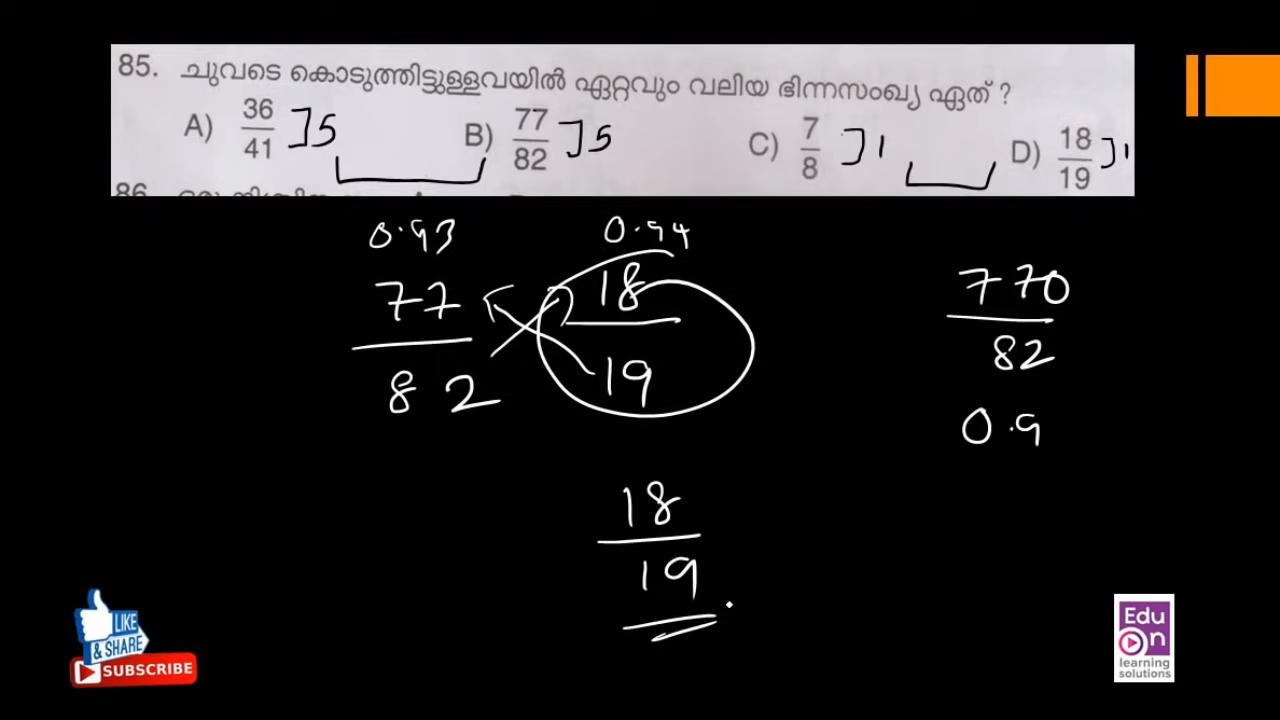 85. ചുവടെ കൊടുത്തിട്ടുള്ളവയിൽ ഏറ്റവും വലിയ ഭിന്നസംഖ്യ ഏത് ?
A) 36/41 ]5 B) 77/82 ]5 C) 7/8 ]1 D) 18/19 ]1
86.
0.93 0.94
77/82 18/19 770/82
0.9
18/19
LIKE
& SHARE
SUBSCRIBE
Edu
On
learning
solutions